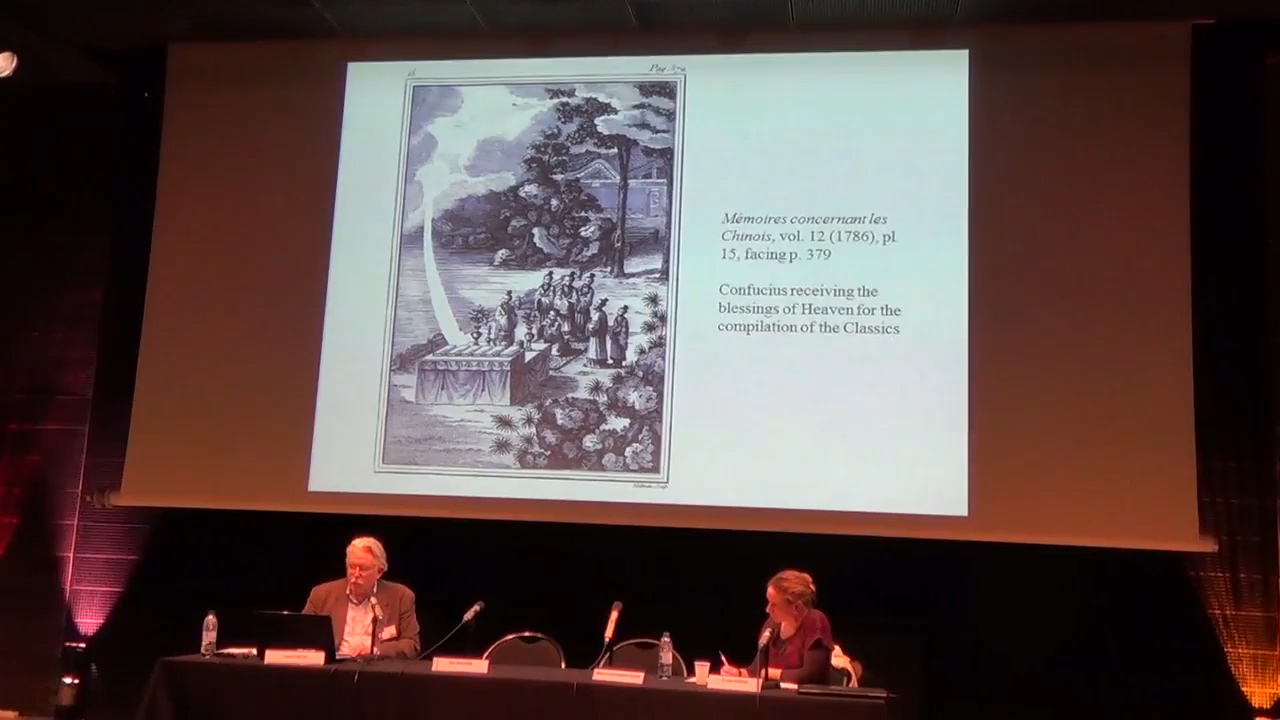 Mémoires concernant les
Chinois, vol. 12 (1786), pl.
15, facing p. 379
Confucius receiving the
blessings of Heaven for the
compilation of the Classics